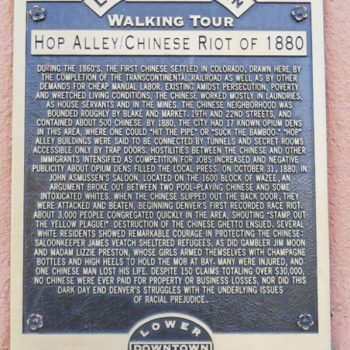 WALKING TOUR
HOP ALLEY/CHINESE RIOT OF 1880
DURING THE 1860'S, THE FIRST CHINESE SETTLED IN COLORADO, DRAWN HERE BY
THE COMPLETION OF THE TRANSCONTINENTAL RAILROAD AS WELL AS BY OTHER
DEMANDS FOR CHEAP MANUAL LABOR. EXISTING AMIDST PERSECUTION, POVERTY
AND WRETCHED LIVING CONDITIONS, THE CHINESE WORKED MOSTLY IN LAUNDRIES,
AS HOUSE SERVANTS AND IN THE MINES. THE CHINESE NEIGHBORHOOD WAS
BOUNDED ROUGHLY BY BLAKE AND MARKET, 19TH AND 22ND STREETS, AND
CONTAINED ABOUT 500 CHINESE. BY 1880, THE CITY HAD 17 KNOWN OPIUM DENS
IN THIS AREA, WHERE ONE COULD "HIT THE PIPE" OR "SUCK THE BAMBOO." "HOP"
ALLEY BUILDINGS WERE SAID TO BE CONNECTED BY TUNNELS AND SECRET ROOMS
ACCESSIBLE ONLY BY TRAP DOORS. HOSTILITIES BETWEEN THE CHINESE AND OTHER
IMMIGRANTS INTENSIFIED AS COMPETITION FOR JOBS INCREASED AND NEGATIVE
PUBLICITY ABOUT OPIUM DENS FILLED THE LOCAL PRESS. ON OCTOBER 31, 1880, IN
JOHN ASMUSSEN'S SALOON, LOCATED ON THE 1600 BLOCK OF WAZEE, AN
ARGUMENT BROKE OUT BETWEEN TWO POOL-PLAYING CHINESE AND SOME
INTOXICATED WHITES. WHEN THE CHINESE SLIPPED OUT THE BACK DOOR, THEY
WERE ATTACKED AND BEATEN, BEGINNING DENVER'S FIRST RECORDED RACE RIOT.
ABOUT 3,000 PEOPLE CONGREGATED QUICKLY IN THE AREA, SHOUTING "STAMP OUT
THE YELLOW PLAGUE!" DESTRUCTION OF THE CHINESE GHETTO ENSUED. SEVERAL
WHITE RESIDENTS SHOWED REMARKABLE COURAGE IN PROTECTING THE CHINESE:
SALOONKEEPER JAMES VEATCH SHELTERED REFUGEES, AS DID GAMBLER JIM MOON
AND MADAM LIZZIE PRESTON, WHOSE GIRLS ARMED THEMSELVES WITH CHAMPAGNE
BOTTLES AND HIGH HEELS TO HOLD THE MOB AT BAY. MANY WERE INJURED, AND
ONE CHINESE MAN LOST HIS LIFE. DESPITE 150 CLAIMS TOTALING OVER $30,000,
NO CHINESE WERE EVER PAID FOR PROPERTY OR BUSINESS LOSSES, NOR DID THIS
DARK DAY END DENVER'S STRUGGLES WITH THE UNDERLYING ISSUES
OF RACIAL PREJUDICE.
LOWER
DOWNTOWN